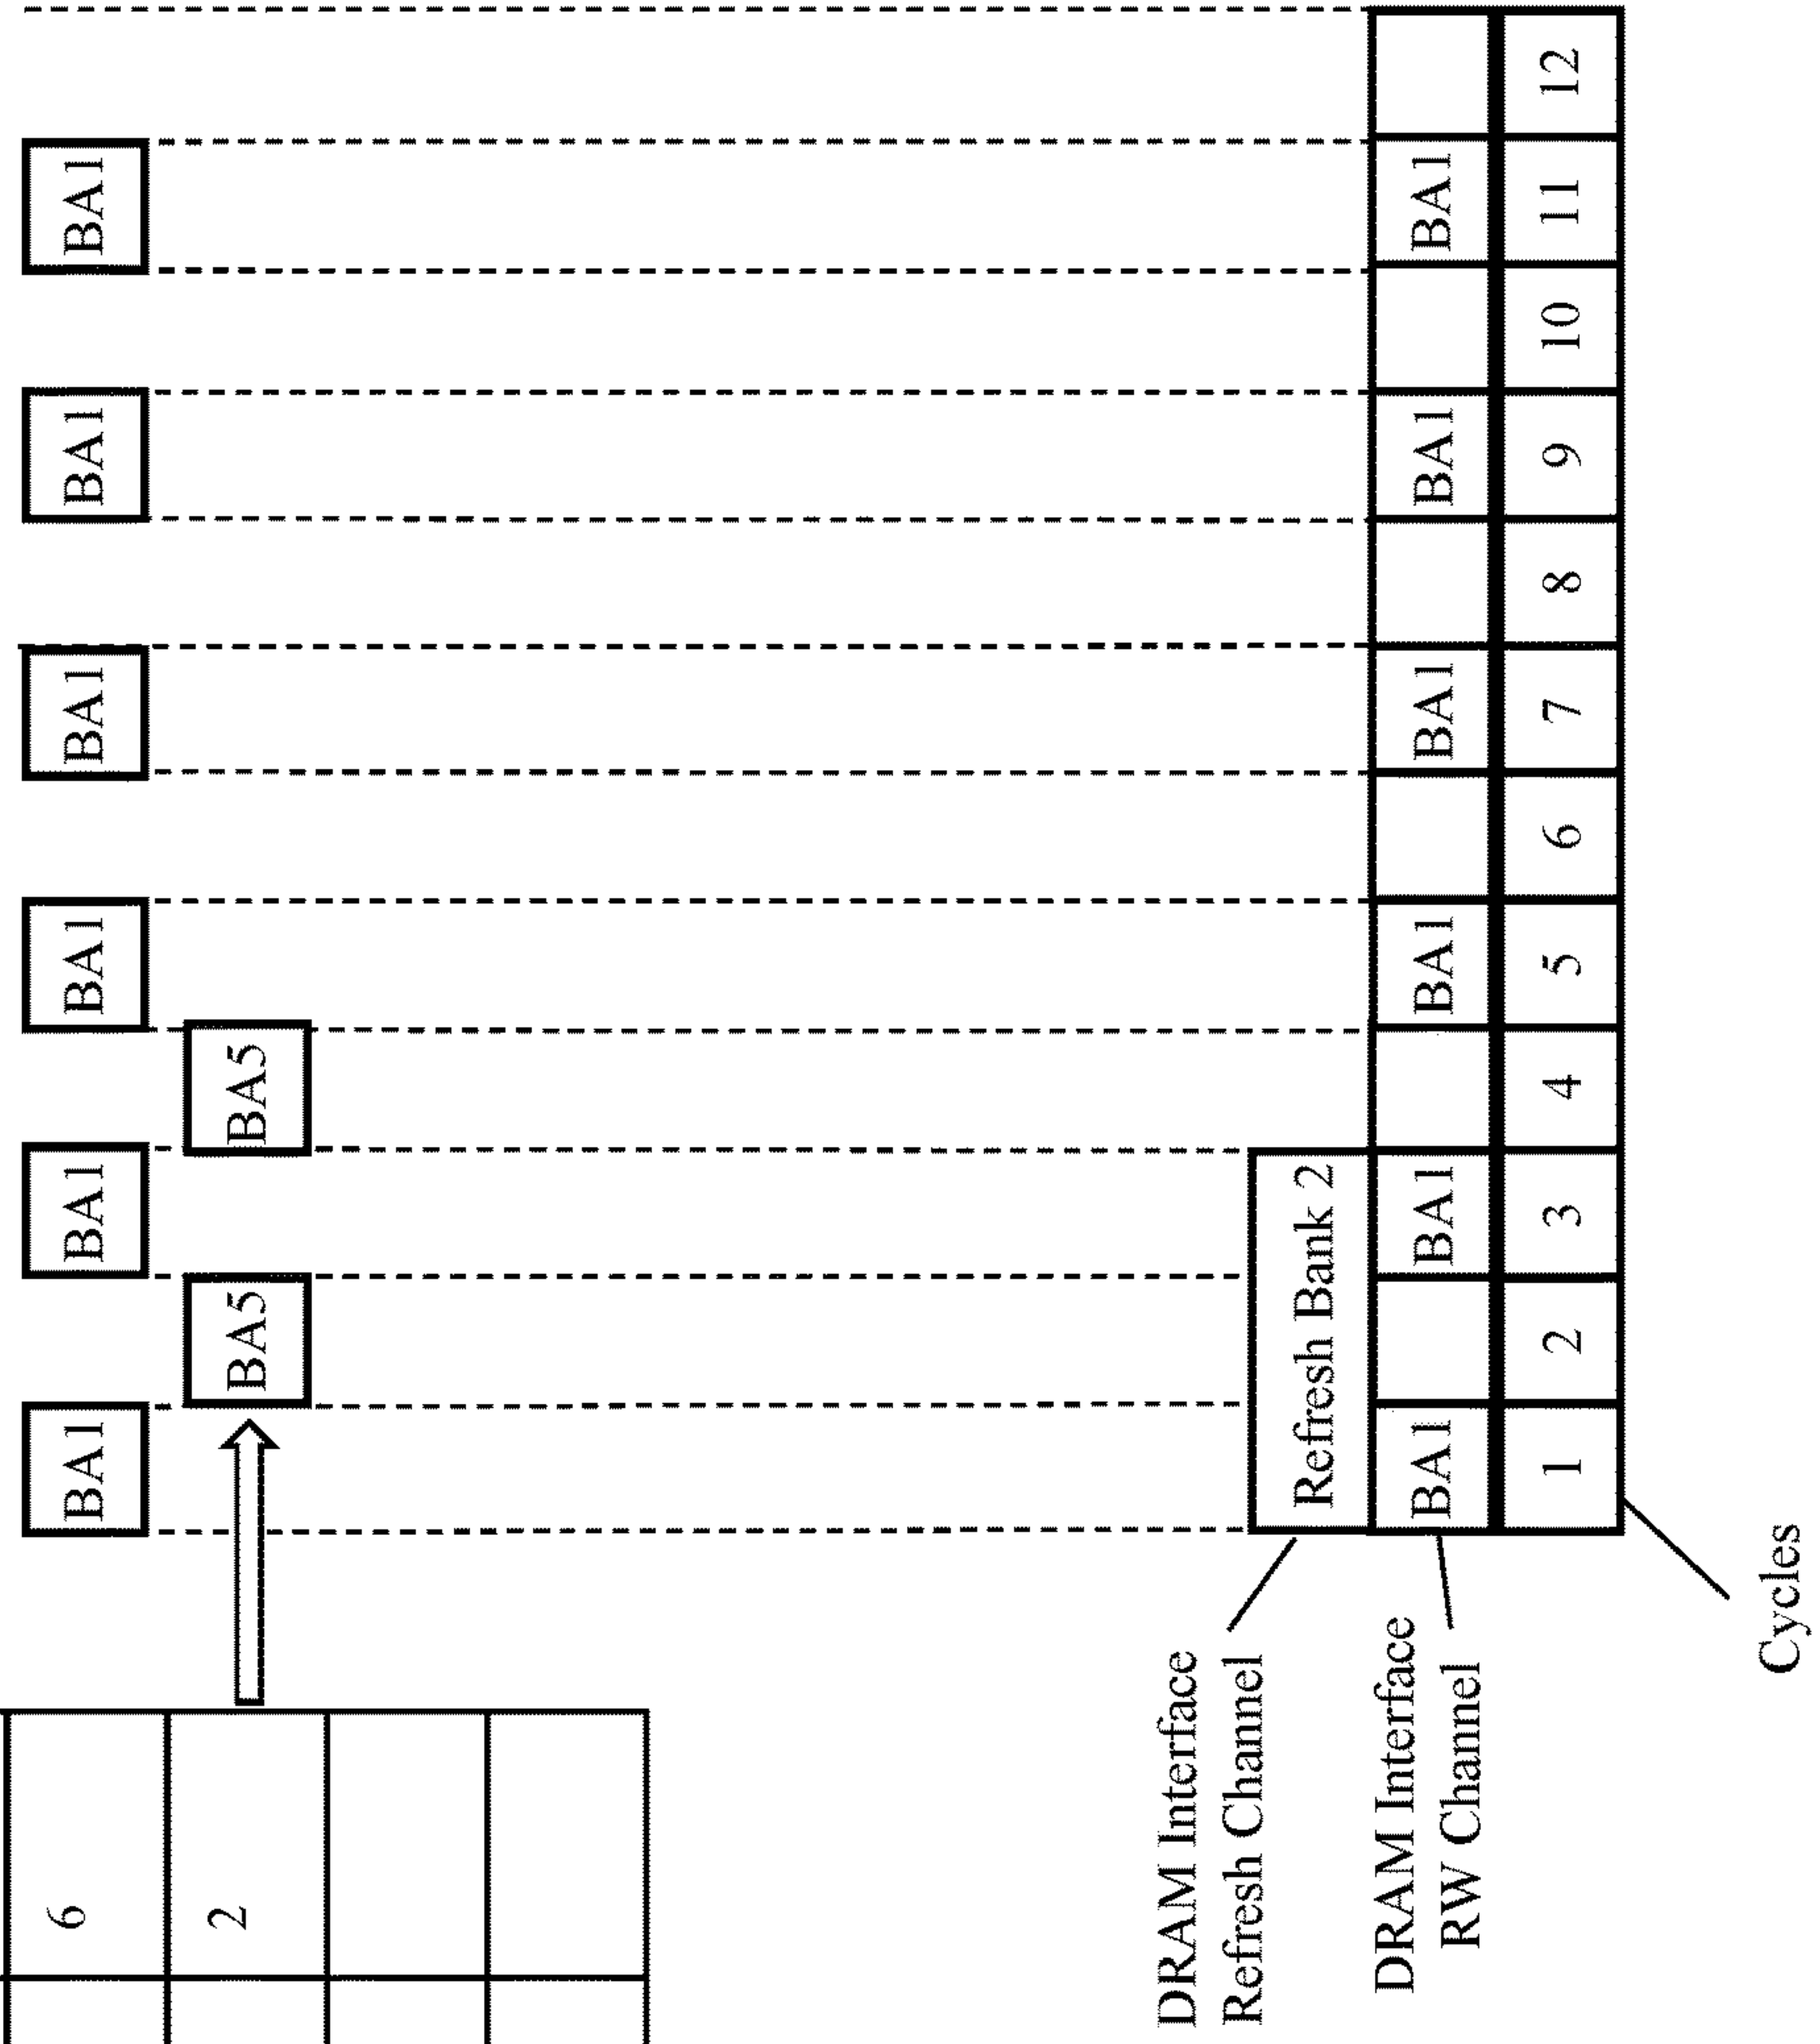 BA1 BA1 BA1 BA1 BA1 BA1
6
BA5 BA5
2
DRAM Interface
Refresh Channel
Refresh Bank 2
DRAM Interface
RW Channel
BA1 BA1 BA1 BA1 BA1 BA1
1 2 3 4 5 6 7 8 9 10 11 12
Cycles